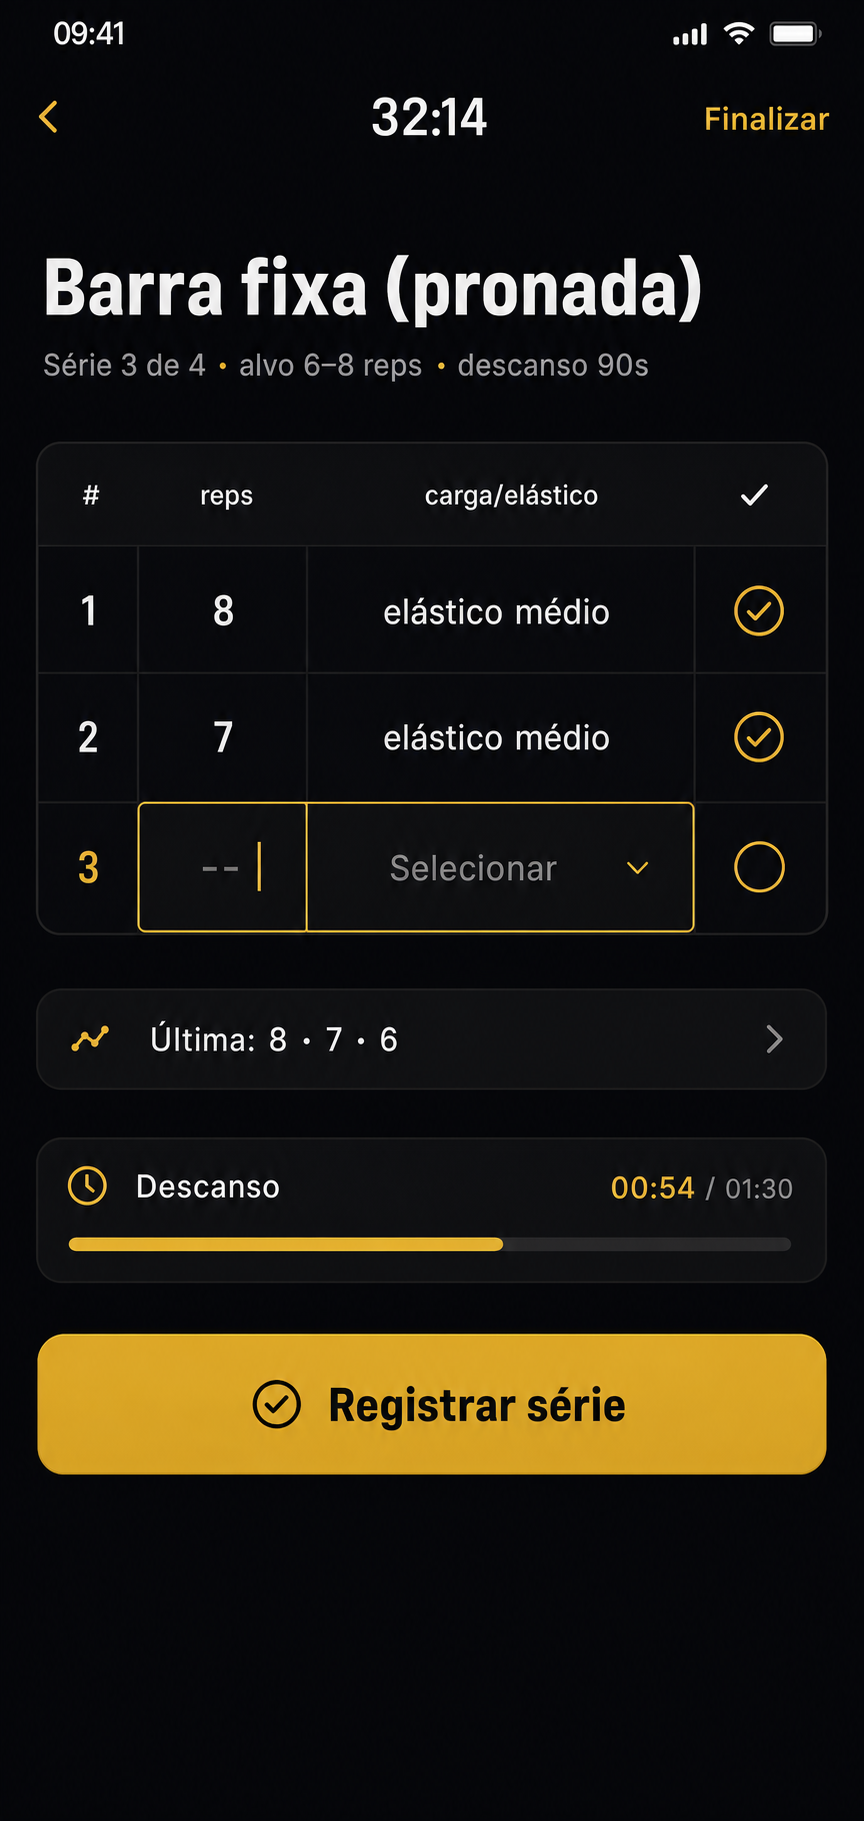 09:41
32:14 Finalizar
Barra fixa (pronada)
Série 3 de 4 • alvo 6–8 reps • descanso 90s
# reps carga/elástico ✓
1 8 elástico médio
2 7 elástico médio
3 -- Selecionar
Última: 8 • 7 • 6
Descanso 00:54 / 01:30
Registrar série